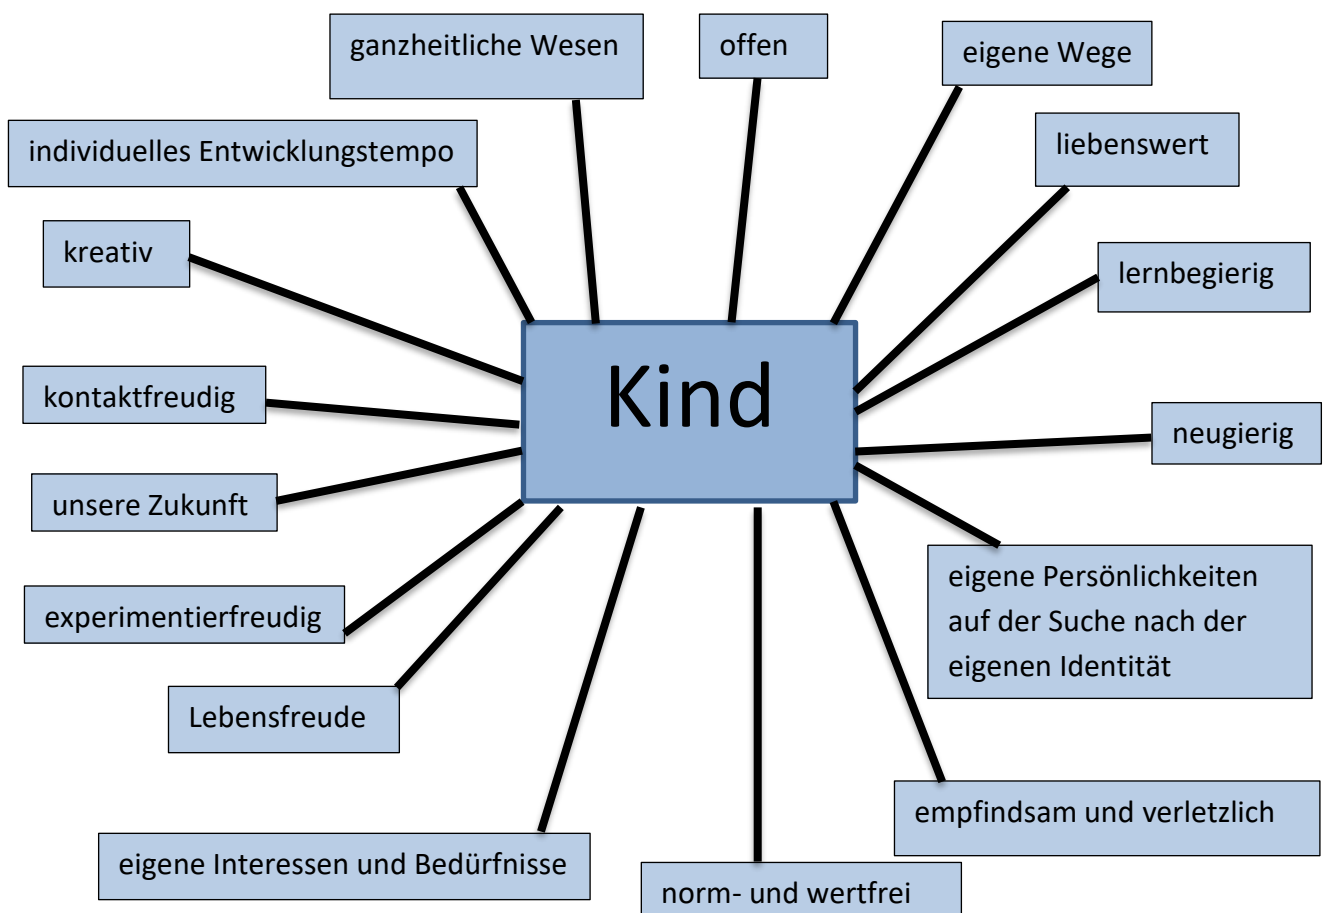 ganzheitliche Wesen
offen
eigene Wege
individuelles Entwicklungstempo
liebenswert
kreativ
lernbegierig
Kind
kontaktfreudig
neugierig
unsere Zukunft
eigene Persönlichkeiten
auf der Suche nach der
eigenen Identität
experimentierfreudig
Lebensfreude
empfindsam und verletzlich
eigene Interessen und Bedürfnisse
norm- und wertfrei